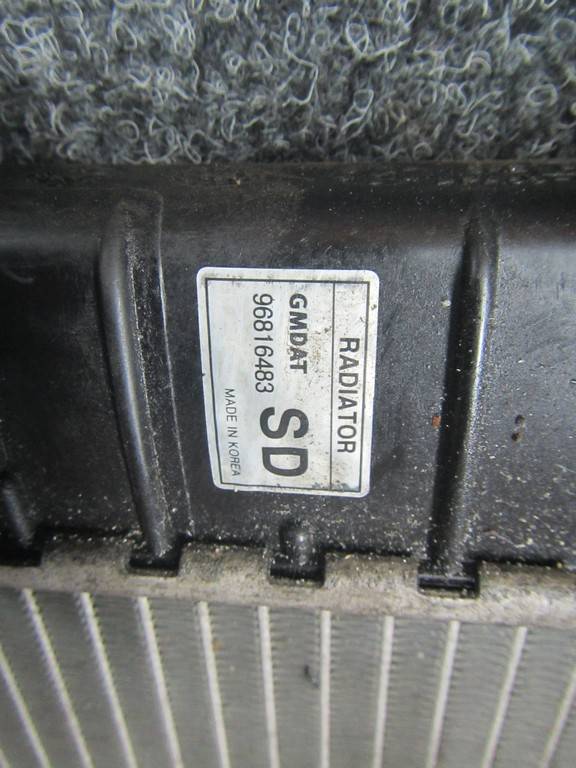 RADIATOR
GMDAT
96816483
SD
MADE IN KOREA